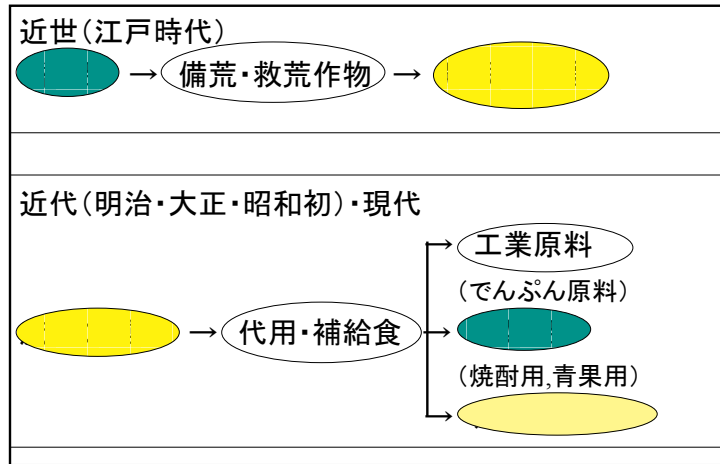 近世(江戸時代)
→ 備荒・救荒作物 →
近代(明治・大正・昭和初)・現代
工業原料
(でんぷん原料)
→ 代用・補給食
(焼酎用,青果用)